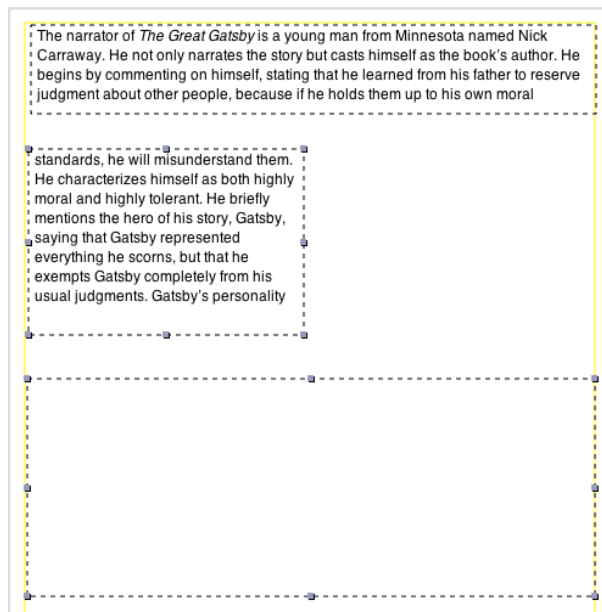 The narrator of The Great Gatsby is a young man from Minnesota named Nick
Carraway. He not only narrates the story but casts himself as the book’s author. He
begins by commenting on himself, stating that he learned from his father to reserve
judgment about other people, because if he holds them up to his own moral
standards, he will misunderstand them.
He characterizes himself as both highly
moral and highly tolerant. He briefly
mentions the hero of his story, Gatsby,
saying that Gatsby represented
everything he scorns, but that he
exempts Gatsby completely from his
usual judgments. Gatsby’s personality